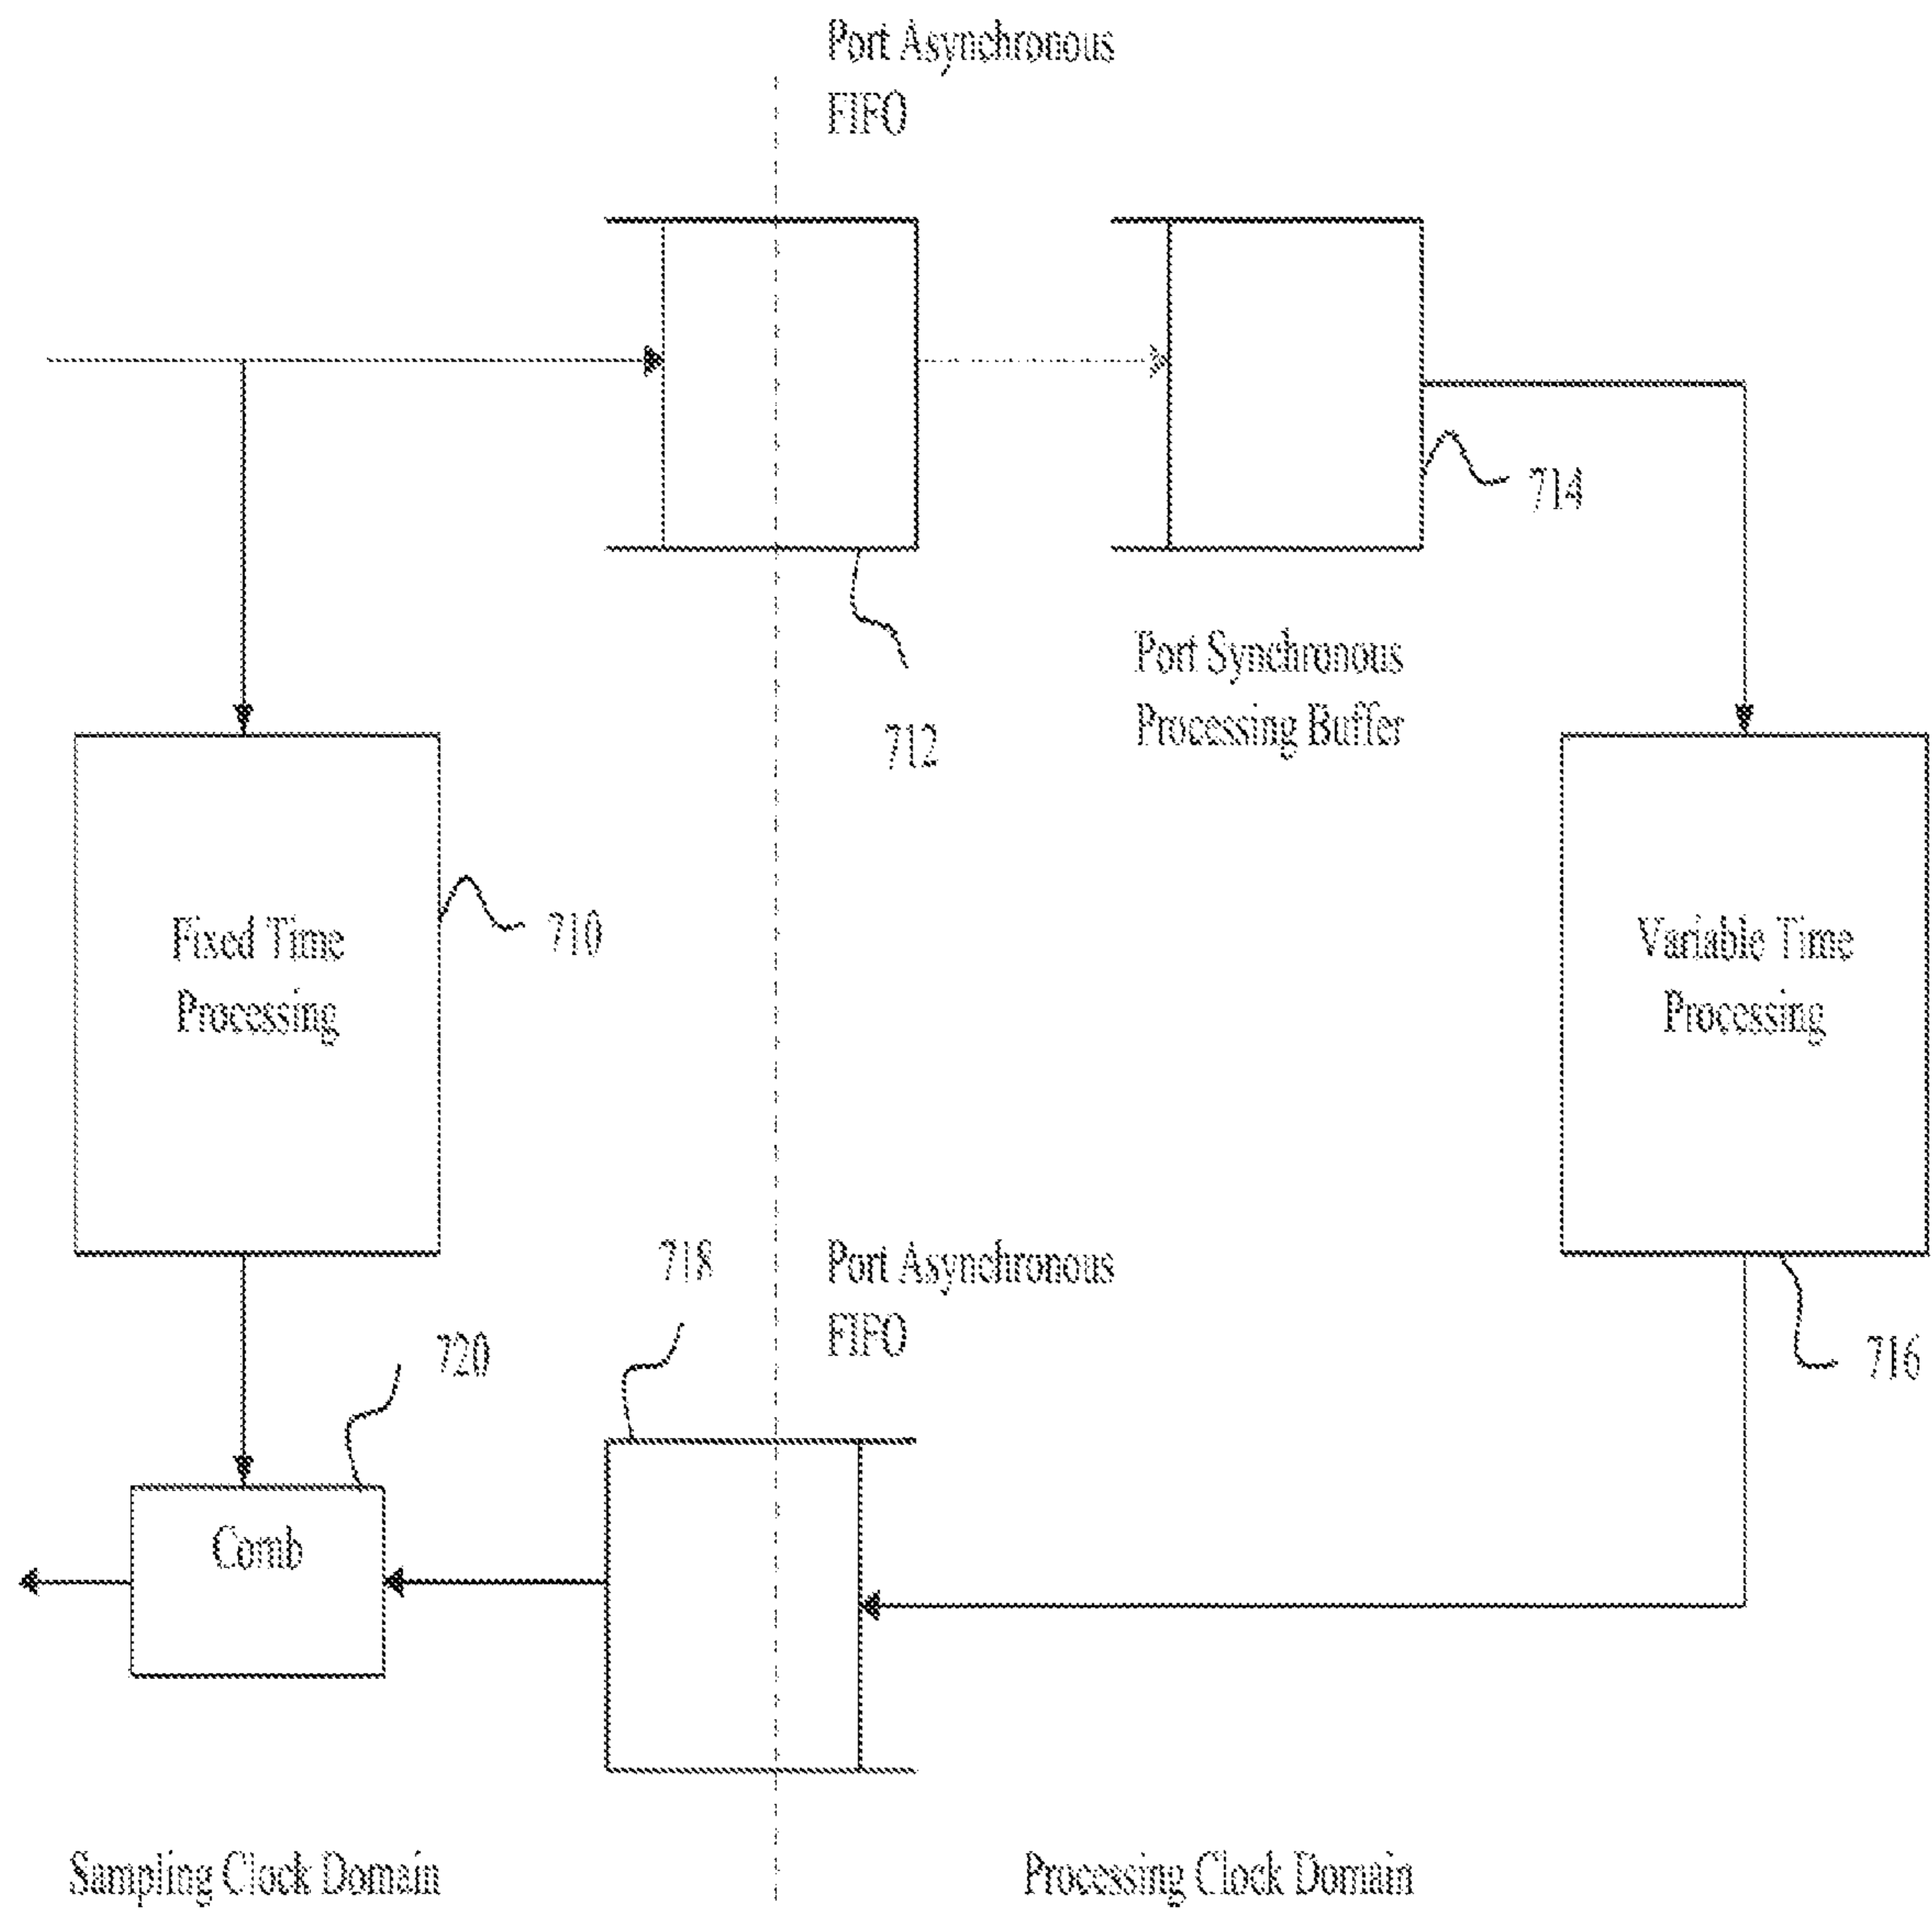 Port Asynchronous
FIFO
714
Port Synchronous
Processing Buffer
712
Fixed Time
Processing
710
Variable Time
Processing
718
Port Asynchronous
FIFO
720
716
Comb
Sampling Clock Domain
Processing Clock Domain